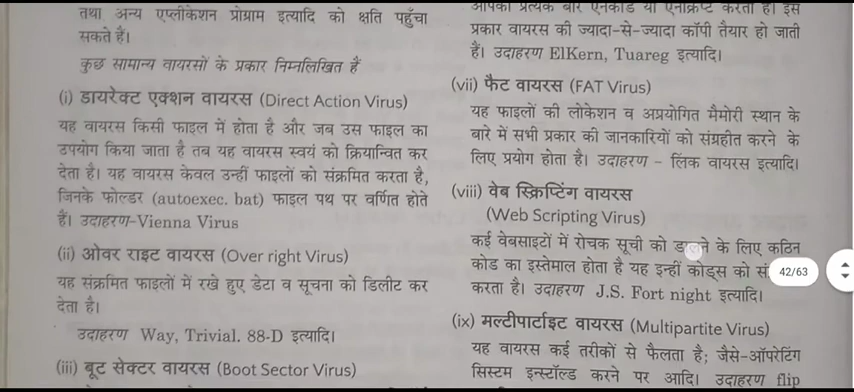 तथा अन्य एप्लीकेशन प्रोग्राम इत्यादि को क्षति पहुँचा
सकते हैं।
कुछ सामान्य वायरसों के प्रकार निम्नलिखित हैं
(i) डायरेक्ट एक्शन वायरस (Direct Action Virus)
यह वायरस किसी फाइल में होता है और जब उस फाइल का
उपयोग किया जाता है तब यह वायरस स्वयं को क्रियान्वित कर
देता है। यह वायरस केवल उन्हीं फाइलों को संक्रमित करता है,
जिनके फोल्डर (autoexec. bat) फाइल पथ पर वर्णित होते
हैं। उदाहरण-Vienna Virus
(ii) ओवर राइट वायरस (Over right Virus)
यह संक्रमित फाइलों में रखे हुए डेटा व सूचना को डिलीट कर
देता है।
उदाहरण Way, Trivial. 88-D इत्यादि।
(iii) बूट सेक्टर वायरस (Boot Sector Virus)
आपको प्रत्येक बार एनकोड या एनक्रिप्ट करता है। इस
प्रकार वायरस की ज्यादा-से-ज्यादा कॉपी तैयार हो जाती
हैं। उदाहरण ElKern, Tuareg इत्यादि।
(vii) फैट वायरस (FAT Virus)
यह फाइलों की लोकेशन व अप्रयोगित मैमोरी स्थान के
बारे में सभी प्रकार की जानकारियों को संग्रहीत करने के
लिए प्रयोग होता है। उदाहरण – लिंक वायरस इत्यादि।
(viii) वेब स्क्रिप्टिंग वायरस
(Web Scripting Virus)
कई वेबसाइटों में रोचक सूची को डालने के लिए कठिन
कोड का इस्तेमाल होता है यह इन्हीं कोड्स को
करता है। उदाहरण J.S. Fort night इत्यादि।
(ix) मल्टीपार्टाइट वायरस (Multipartite Virus)
यह वायरस कई तरीकों से फैलता है; जैसे-ऑपरेटिंग
सिस्टम इन्स्टॉल्ड करने पर आदि। उदाहरण flip
42/63